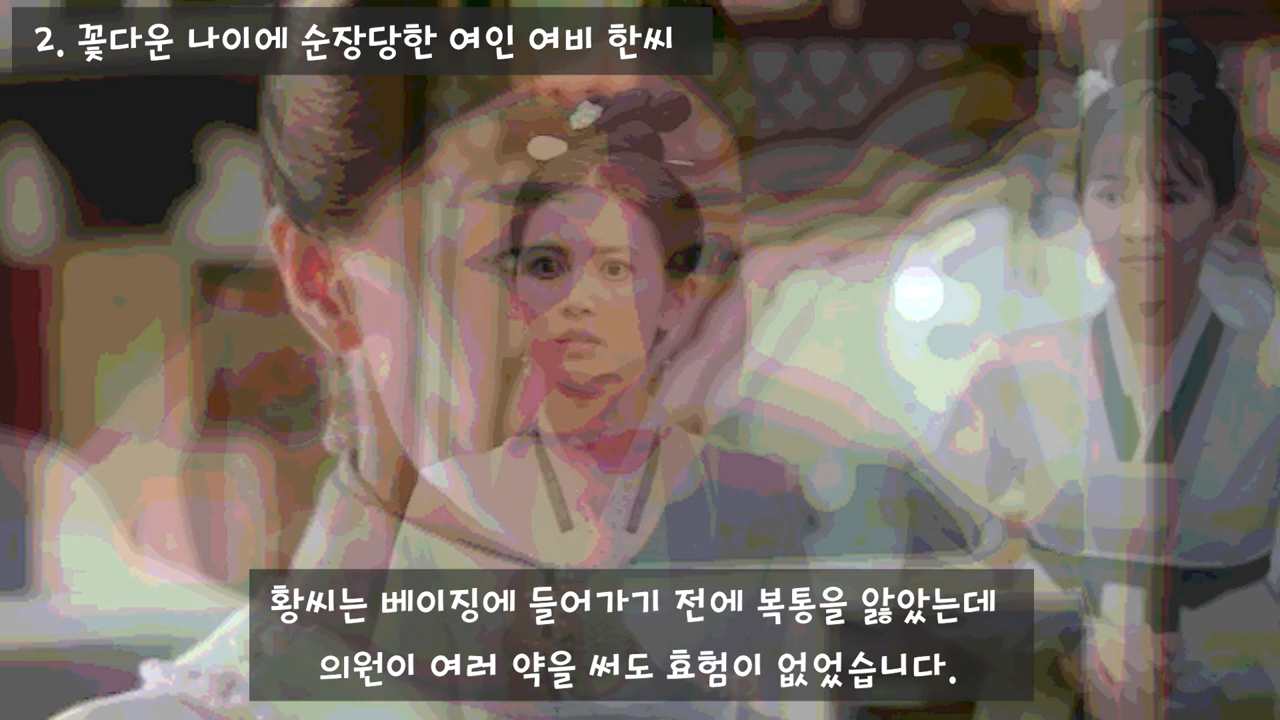 2. 꽃다운 나이에 순장당한 여인 여비 한씨
황씨는 베이징에 들어가기 전에 복통을 앓았는데
의원이 여러 약을 써도 효험이 없었습니다.